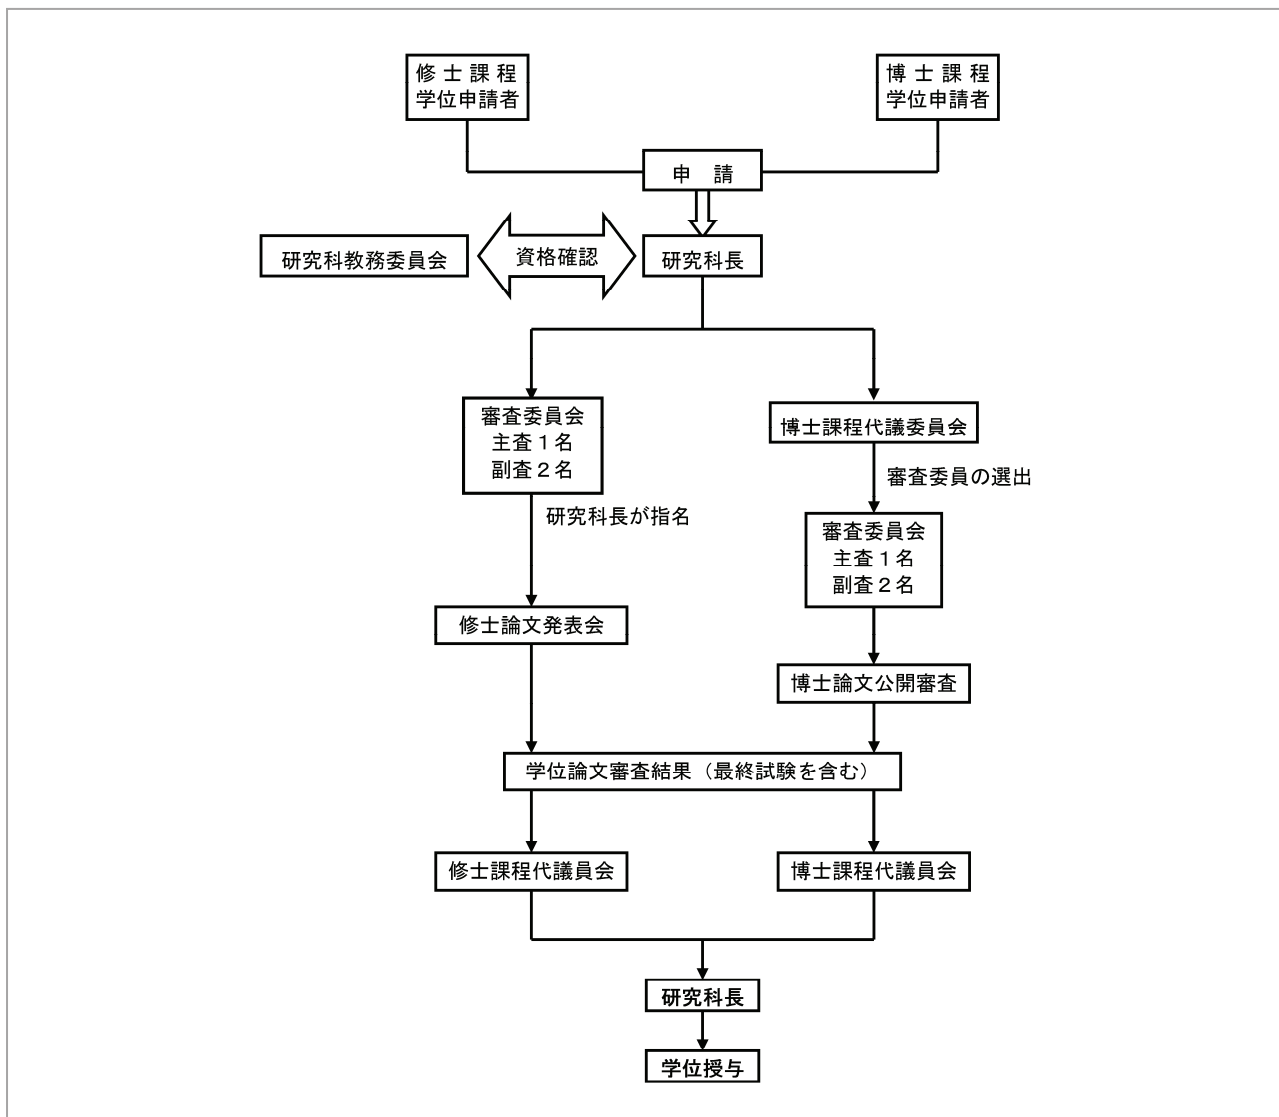 修士課程
学位申請者
博士課程
学位申請者
申　請
研究科教務委員会
資格確認
研究科長
審査委員会
主査１名
副査２名
博士課程代議委員会
審査委員の選出
研究科長が指名
審査委員会
主査１名
副査２名
修士論文発表会
博士論文公開審査
学位論文審査結果（最終試験を含む）
修士課程代議員会
博士課程代議員会
研究科長
学位授与